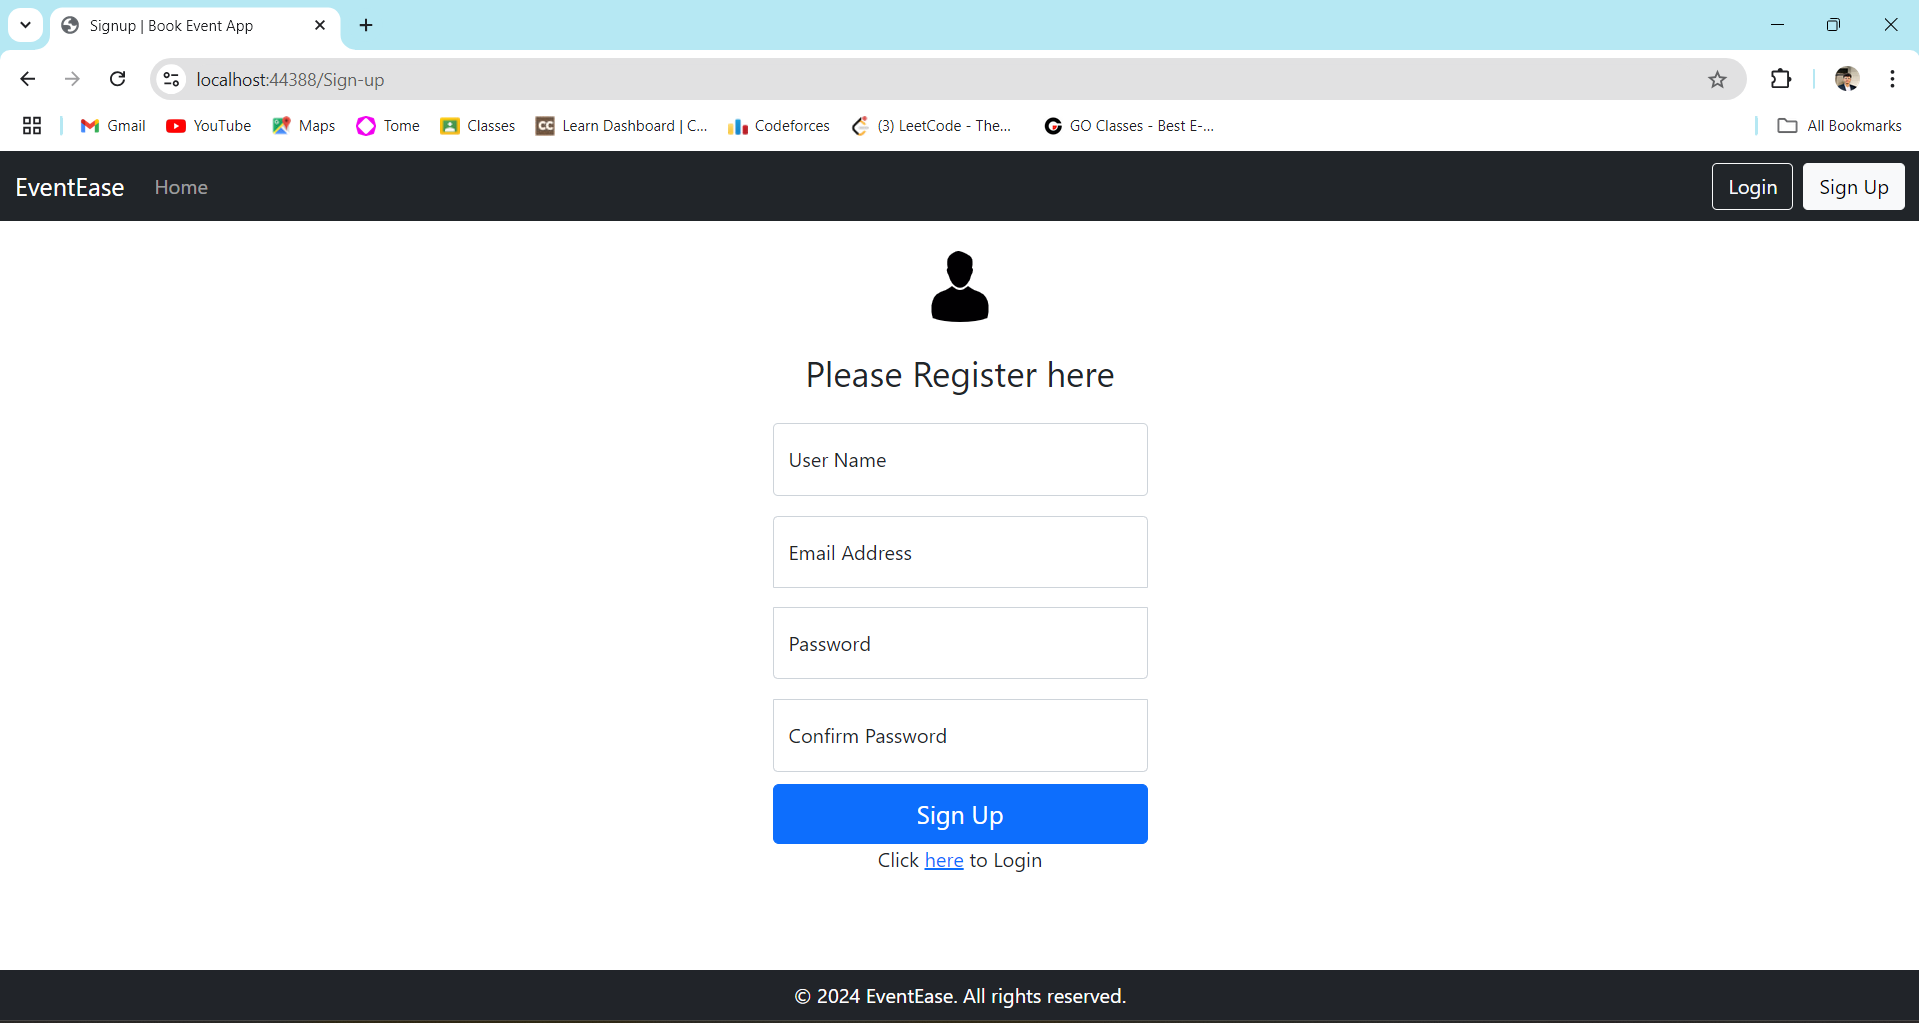 Signup | Book Event App
localhost:44388/Sign-up
Gmail YouTube Maps Tome Classes CC Learn Dashboard | C... Codeforces (3) LeetCode - The... GO Classes - Best E-... All Bookmarks
EventEase Home Login Sign Up
Please Register here
User Name
Email Address
Password
Confirm Password
Sign Up
Click here to Login
© 2024 EventEase. All rights reserved.